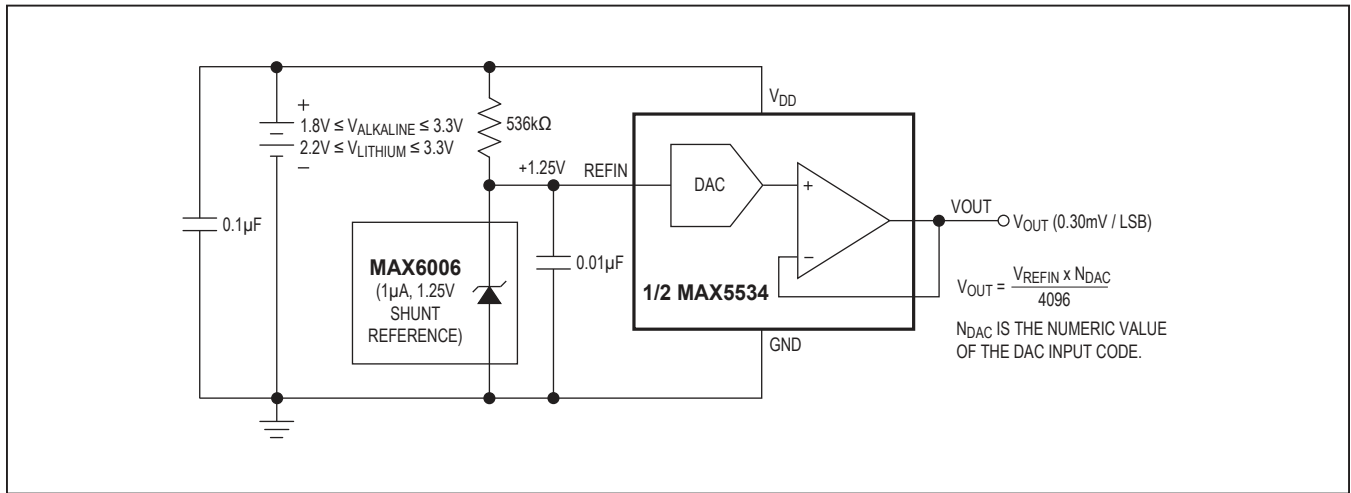 VDD
+
1.8V ≤ VALKALINE ≤ 3.3V
2.2V ≤ VLITHIUM ≤ 3.3V
–
536kΩ
+1.25V
REFIN
DAC
+
–
VOUT
VOUT (0.30mV / LSB)
0.1µF
MAX6006
(1µA, 1.25V
SHUNT
REFERENCE)
0.01µF
1/2 MAX5534
VOUT = VREFIN x NDAC
4096
NDAC IS THE NUMERIC VALUE
OF THE DAC INPUT CODE.
GND